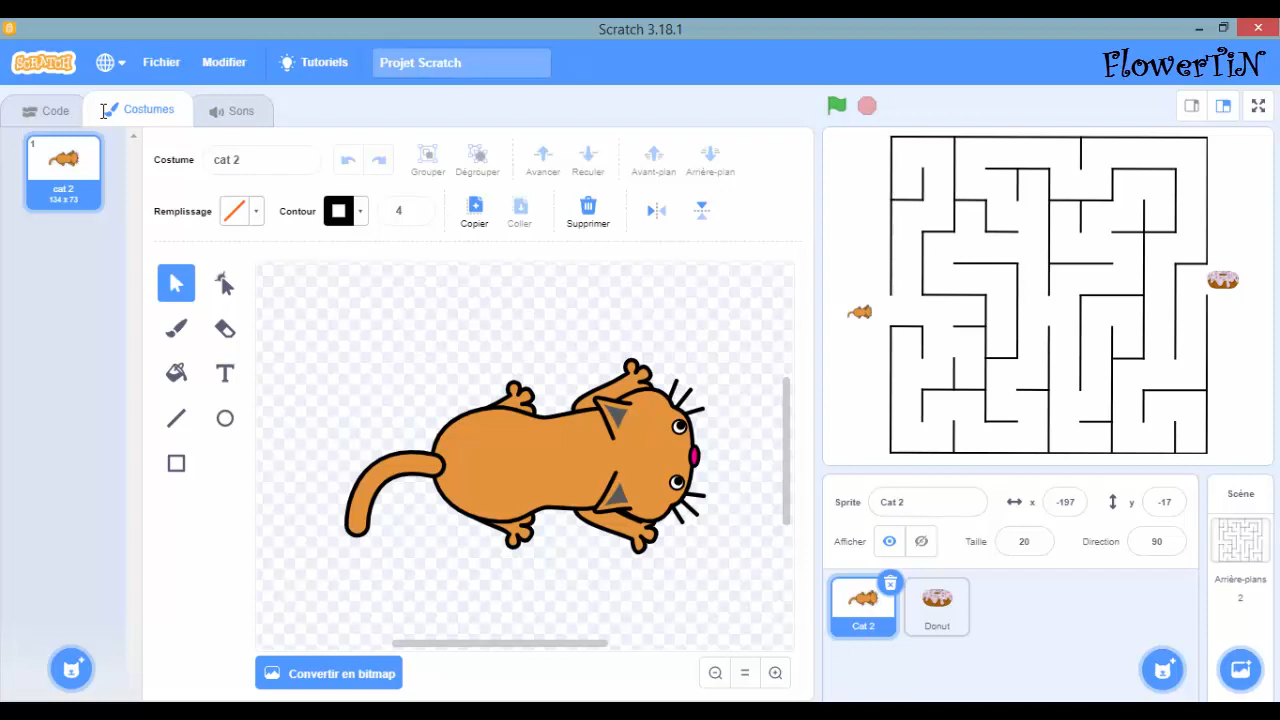 Scratch 3.18.1
SCRATCH
Fichier
Modifier
Tutoriels
Projet Scratch
FlowerTiN
Code
Costumes
Sons
1
cat 2
134 x 73
Costume
cat 2
Grouper
Dégrouper
Avancer
Reculer
Avant-plan
Arrière-plan
Remplissage
Contour
4
Copier
Coller
Supprimer
T
Convertir en bitmap
Sprite
Cat 2
x
-197
y
-17
Afficher
Taille
20
Direction
90
Cat 2
Donut
Scéne
Arrière-plans
2